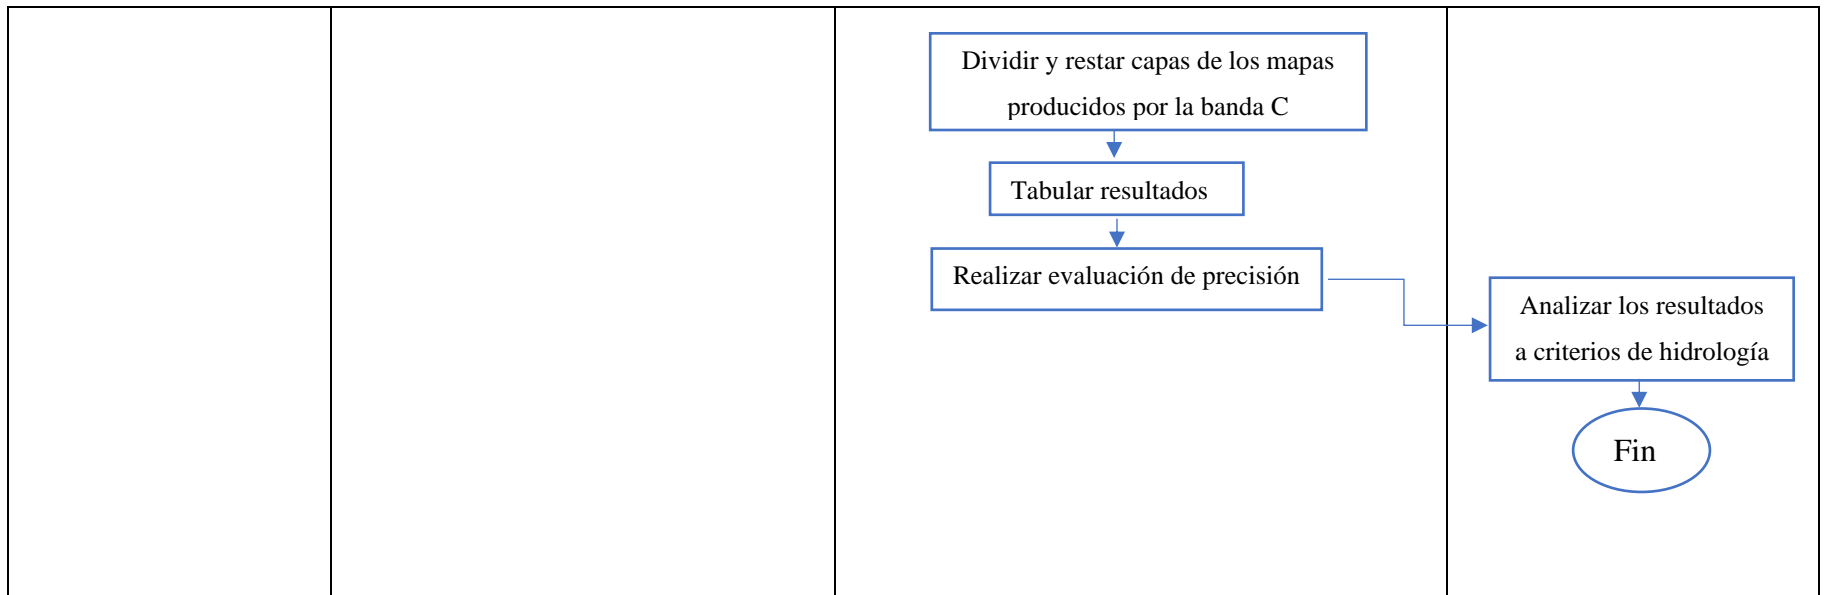 Dividir y restar capas de los mapas
producidos por la banda C
Tabular resultados
Realizar evaluación de precisión
Analizar los resultados
a criterios de hidrología
Fin